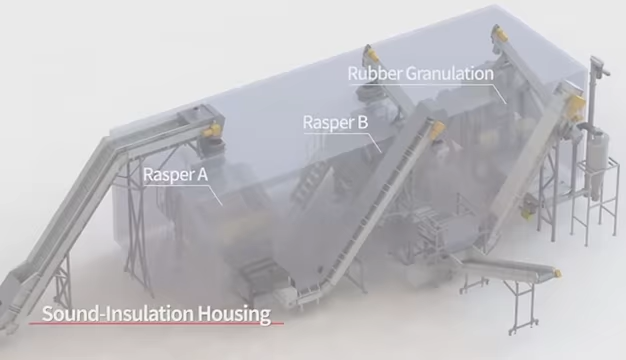 Rubber Granulation
Rasper B
Rasper A
Sound-Insulation Housing